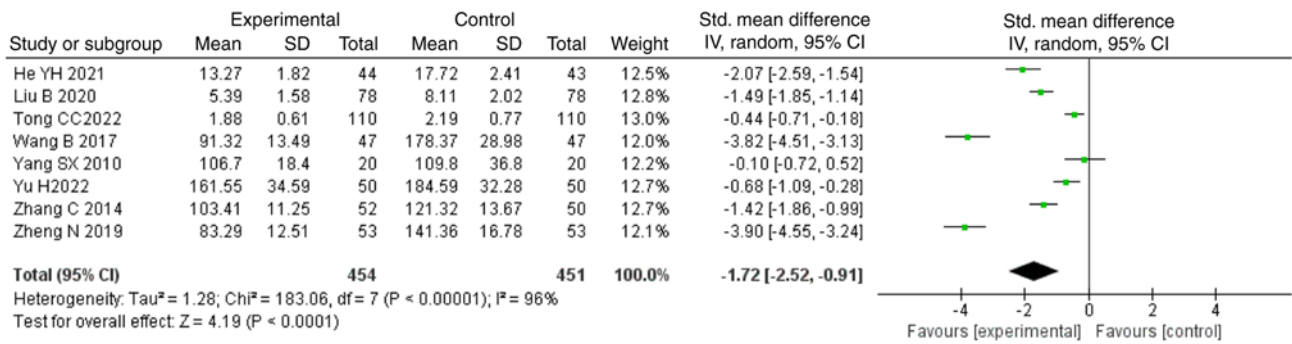 Experimental Control Std. mean difference Std. mean difference
Study or subgroup Mean SD Total Mean SD Total Weight IV, random, 95% CI IV, random, 95% CI
He YH 2021 13.27 1.82 44 17.72 2.41 43 12.5% -2.07 [-2.59, -1.54]
Liu B 2020 5.39 1.58 78 8.11 2.02 78 12.8% -1.49 [-1.85, -1.14]
Tong CC2022 1.88 0.61 110 2.19 0.77 110 13.0% -0.44 [-0.71, -0.18]
Wang B 2017 91.32 13.49 47 178.37 28.98 47 12.0% -3.82 [-4.51, -3.13]
Yang SX 2010 106.7 18.4 20 109.8 36.8 20 12.2% -0.10 [-0.72, 0.52]
Yu H2022 161.55 34.59 50 184.59 32.28 50 12.7% -0.68 [-1.09, -0.28]
Zhang C 2014 103.41 11.25 52 121.32 13.67 50 12.7% -1.42 [-1.86, -0.99]
Zheng N 2019 83.29 12.51 53 141.36 16.78 53 12.1% -3.90 [-4.55, -3.24]
Total (95% CI) 454 451 100.0% -1.72 [-2.52, -0.91]
Heterogeneity: Tau² = 1.28; Chi² = 183.06, df = 7 (P < 0.00001); I² = 96%
Test for overall effect: Z = 4.19 (P < 0.0001)
-4 -2 0 2 4
Favours [experimental] Favours [control]